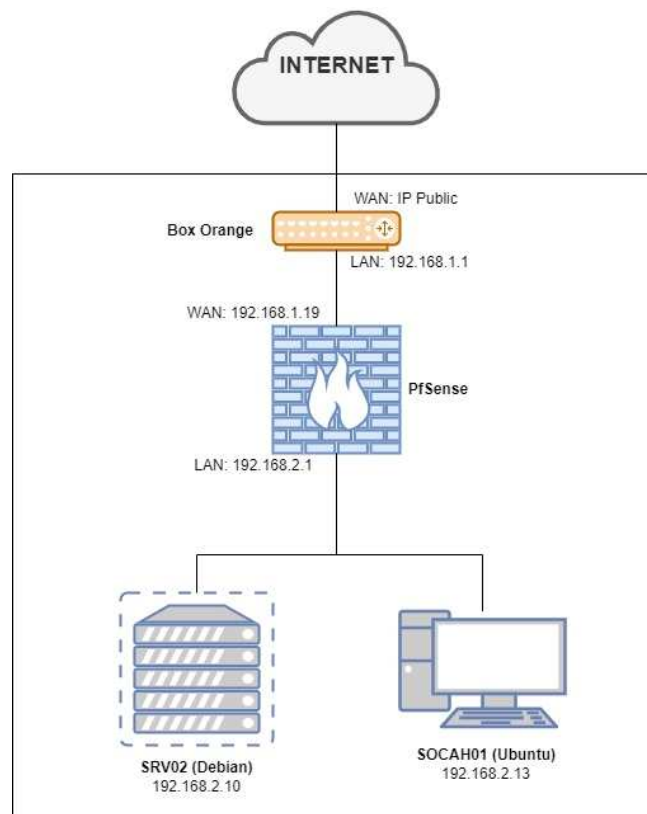 INTERNET
WAN: IP Public
Box Orange
LAN: 192.168.1.1
WAN: 192.168.1.19
PfSense
LAN: 192.168.2.1
SRV02 (Debian)
192.168.2.10
SOCAH01 (Ubuntu)
192.168.2.13